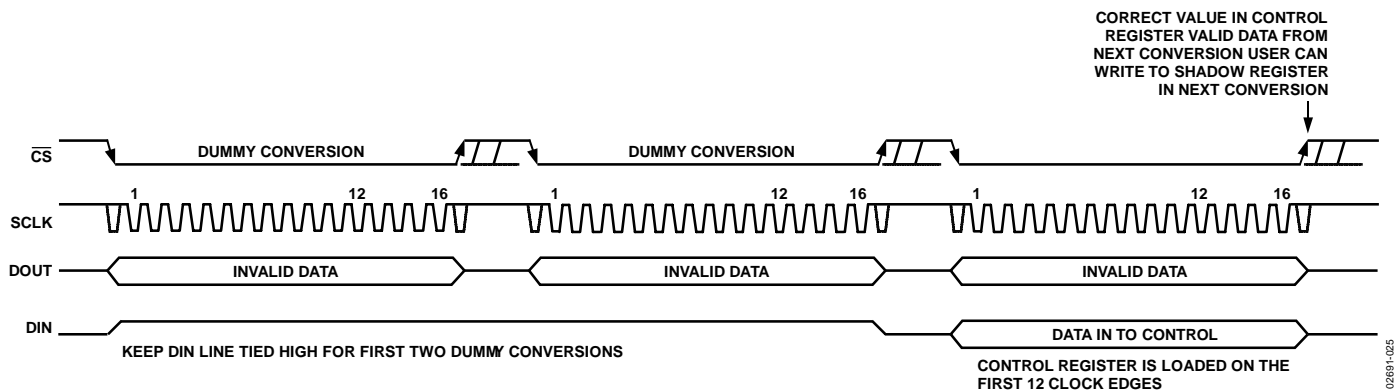 CORRECT VALUE IN CONTROL
REGISTER VALID DATA FROM
NEXT CONVERSION USER CAN
WRITE TO SHADOW REGISTER
IN NEXT CONVERSION
CS
DUMMY CONVERSION
DUMMY CONVERSION
1 12 16
1 12 16
1 12 16
SCLK
DOUT
INVALID DATA
INVALID DATA
INVALID DATA
DIN
DATA IN TO CONTROL
KEEP DIN LINE TIED HIGH FOR FIRST TWO DUMMY CONVERSIONS
CONTROL REGISTER IS LOADED ON THE
FIRST 12 CLOCK EDGES
02691-025